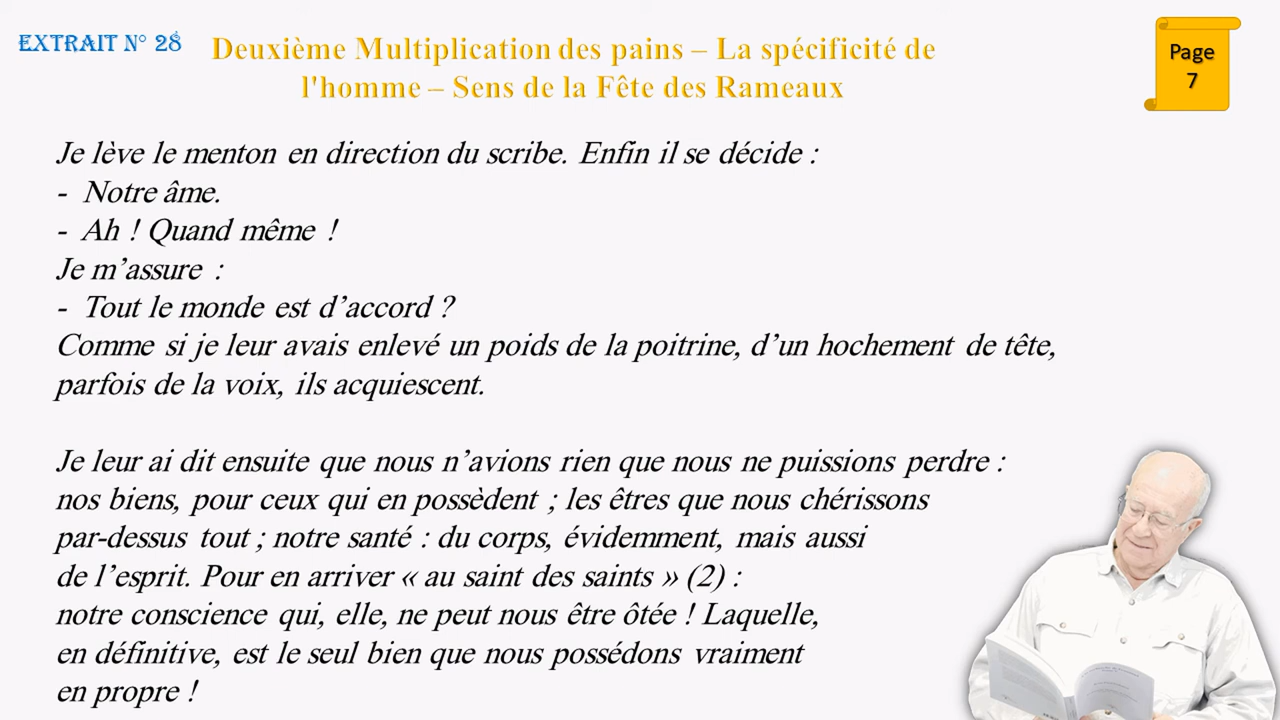 EXTRAIT N° 28
Deuxième Multiplication des pains – La spécificité de
l'homme – Sens de la Fête des Rameaux
Page
7
Je lève le menton en direction du scribe. Enfin il se décide :
- Notre âme.
- Ah ! Quand même !
Je m’assure :
- Tout le monde est d’accord ?
Comme si je leur avais enlevé un poids de la poitrine, d’un hochement de tête,
parfois de la voix, ils acquiescent.
Je leur ai dit ensuite que nous n’avions rien que nous ne puissions perdre :
nos biens, pour ceux qui en possèdent ; les êtres que nous chérissons
par-dessus tout ; notre santé : du corps, évidemment, mais aussi
de l’esprit. Pour en arriver « au saint des saints » (2) :
notre conscience qui, elle, ne peut nous être ôtée ! Laquelle,
en définitive, est le seul bien que nous possédons vraiment
en propre !